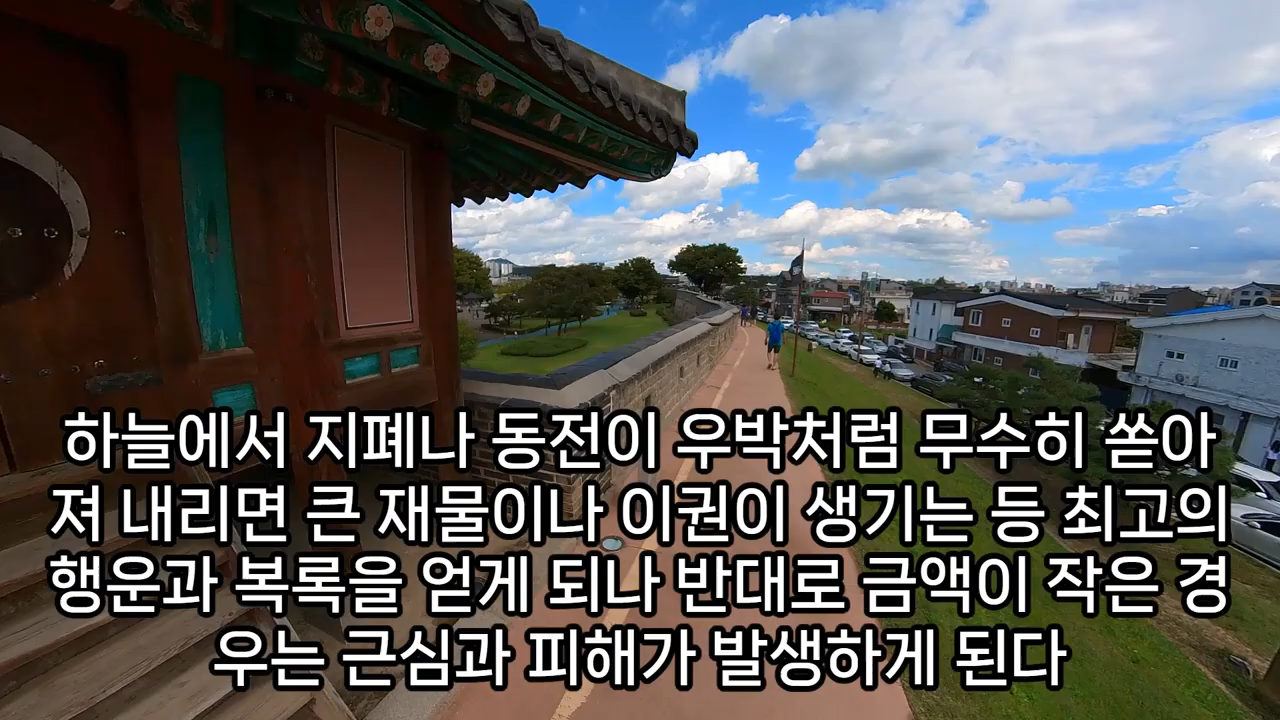 하늘에서 지폐나 동전이 우박처럼 무수히 쏟아
져 내리면 큰 재물이나 이권이 생기는 등 최고의
행운과 복록을 얻게 되나 반대로 금액이 작은 경
우는 근심과 피해가 발생하게 된다